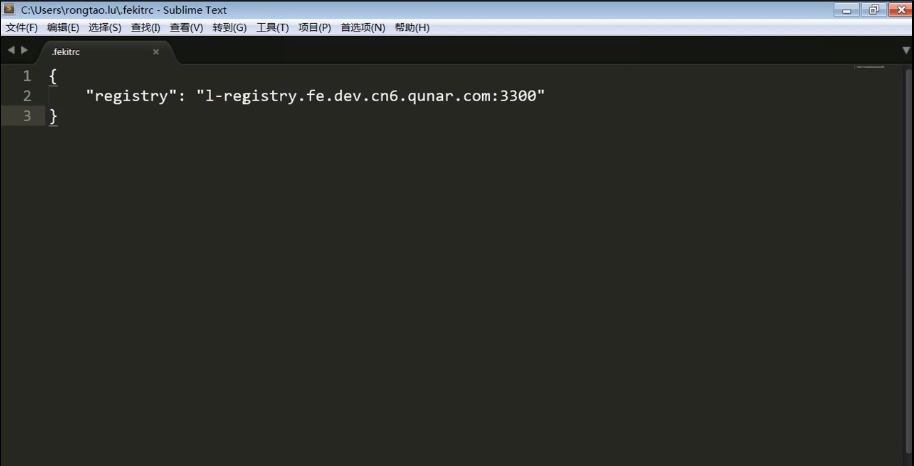 C:\Users\rongtao.lu\.fekitrc - Sublime Text
文件(F) 编辑(E) 选择(S) 查找(I) 查看(V) 转到(G) 工具(T) 项目(P) 首选项(N) 帮助(H)
.fekitrc
1 {
2 "registry": "l-registry.fe.dev.cn6.qunar.com:3300"
3 }